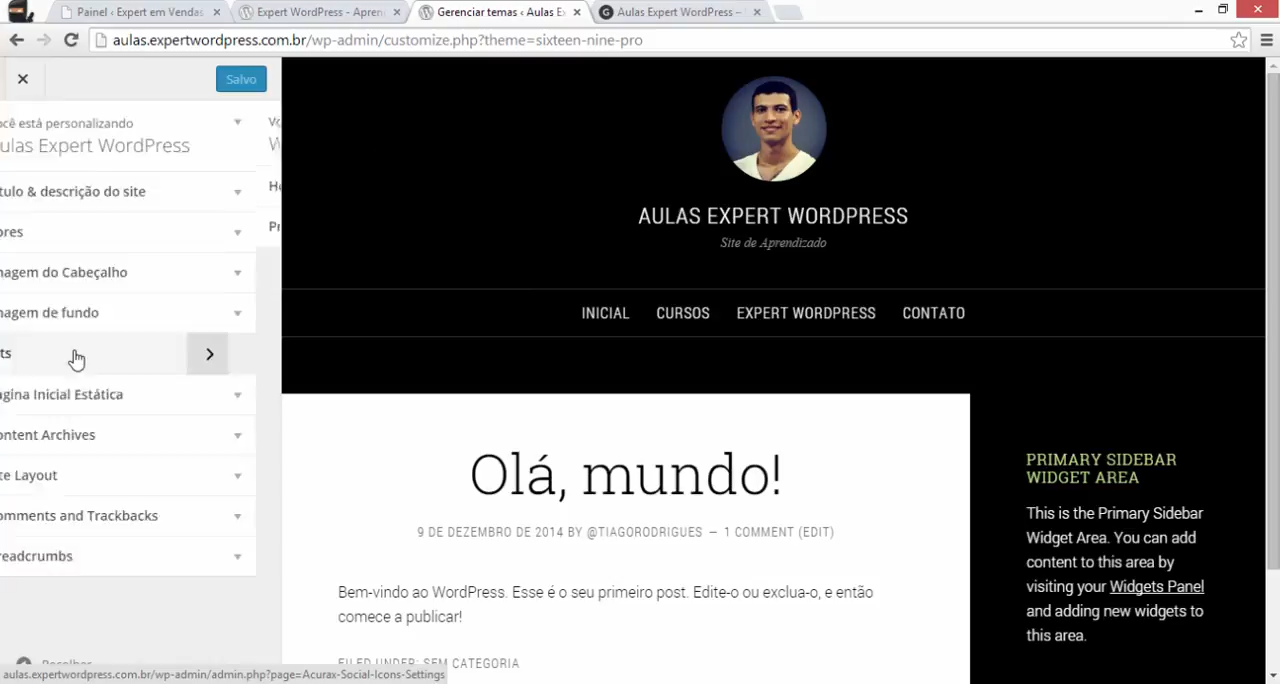 Painel ‹ Expert em Vendas
Expert WordPress - Apren
Gerenciar temas ‹ Aulas E
Aulas Expert WordPress –
aulas.expertwordpress.com.br/wp-admin/customize.php?theme=sixteen-nine-pro
Salvo
ocê está personalizando
ulas Expert WordPress
tulo & descrição do site
ores
nagem do Cabeçalho
nagem de fundo
ts
ágina Inicial Estática
ontent Archives
te Layout
omments and Trackbacks
readcrumbs
aulas.expertwordpress.com.br/wp-admin/admin.php?page=Acurax-Social-Icons-Settings
AULAS EXPERT WORDPRESS
Site de Aprendizado
INICIAL CURSOS EXPERT WORDPRESS CONTATO
Olá, mundo!
9 DE DEZEMBRO DE 2014 BY @TIAGORODRIGUES — 1 COMMENT (EDIT)
Bem-vindo ao WordPress. Esse é o seu primeiro post. Edite-o ou exclua-o, e então
comece a publicar!
FILED UNDER: SEM CATEGORIA
PRIMARY SIDEBAR
WIDGET AREA
This is the Primary Sidebar
Widget Area. You can add
content to this area by
visiting your Widgets Panel
and adding new widgets to
this area.